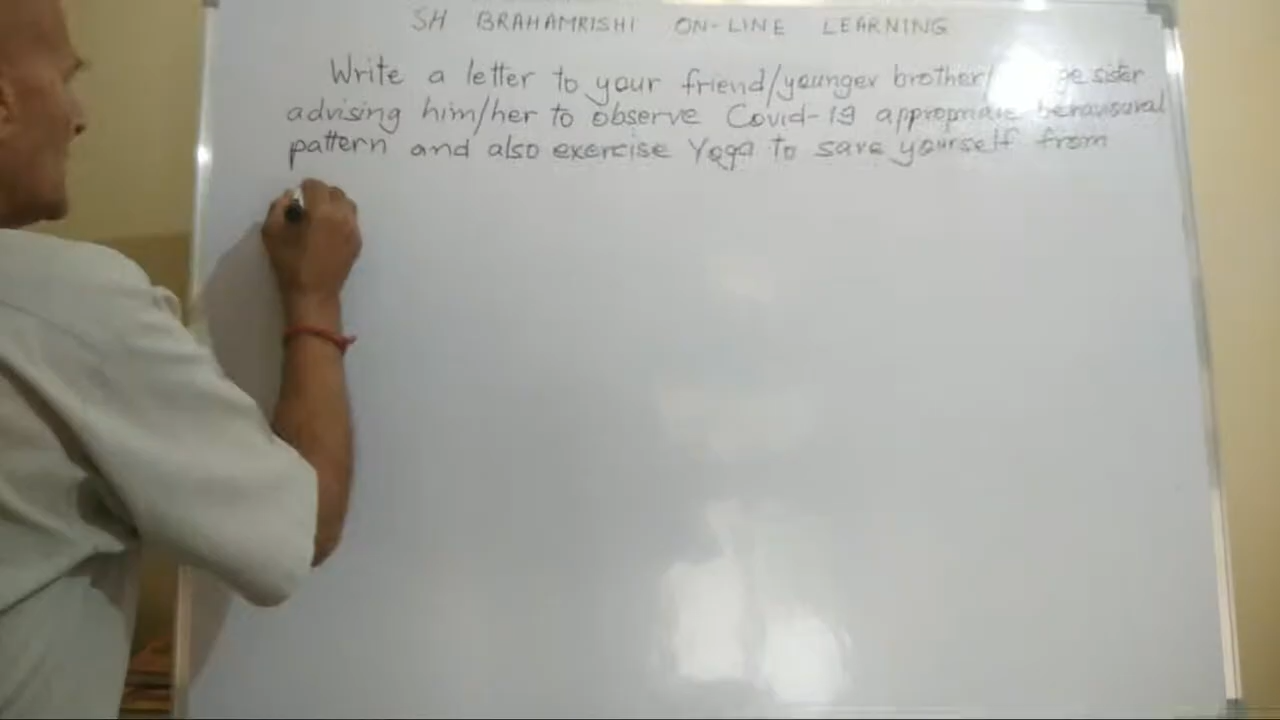 SH BRAHAMRISHI ON-LINE LEARNING
Write a letter to your friend/younger brother/ sister
advising him/her to observe Covid-19 appropriate behavioural
pattern and also exercise Yoga to save yourself from